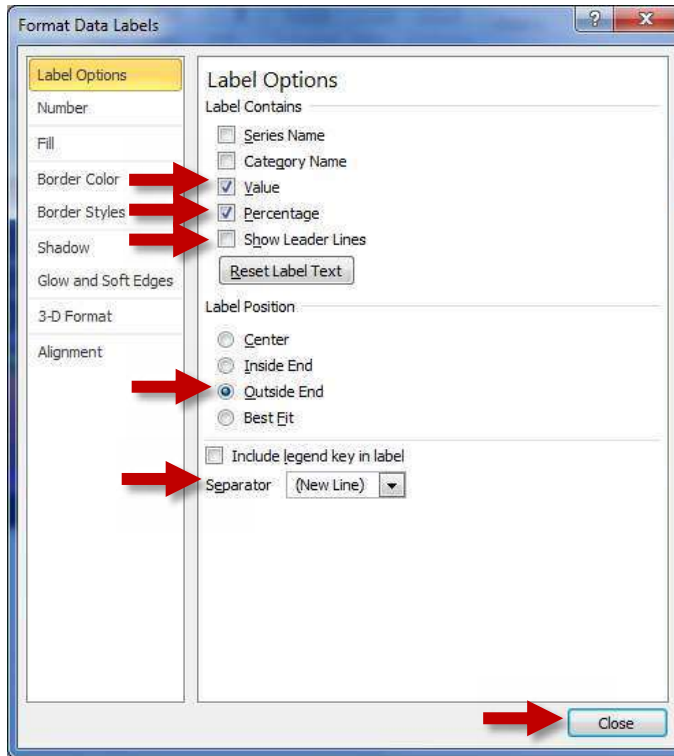 Format Data Labels
?
X
Label Options
Number
Fill
Border Color
Border Styles
Shadow
Glow and Soft Edges
3-D Format
Alignment
Label Options
Label Contains
Series Name
Category Name
Value
Percentage
Show Leader Lines
Reset Label Text
Label Position
Center
Inside End
Outside End
Best Fit
Include legend key in label
Separator (New Line)
Close